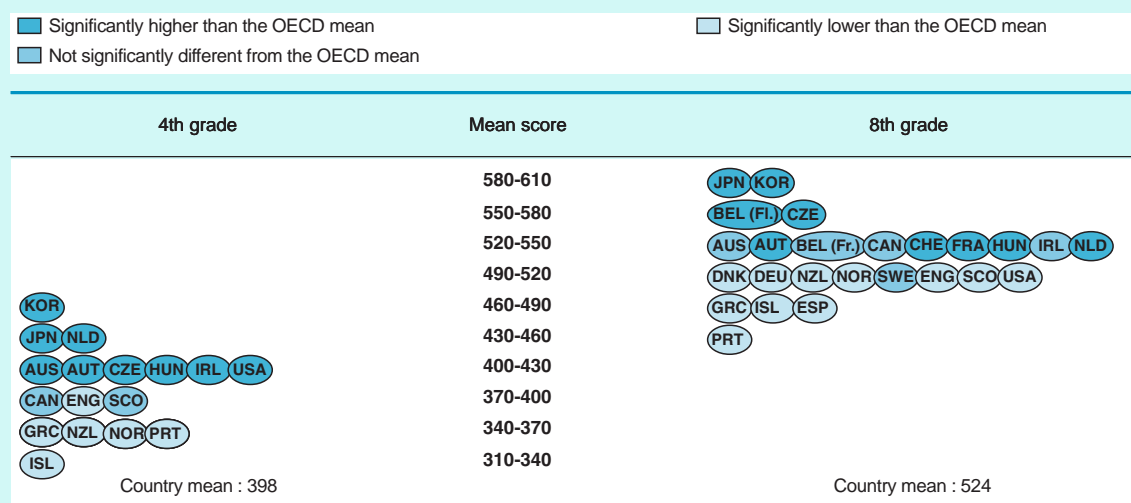 Significantly higher than the OECD mean Significantly lower than the OECD mean
Not significantly different from the OECD mean
4th grade Mean score 8th grade
580-610 JPN KOR
550-580 BEL (Fl.) CZE
520-550 AUS AUT BEL (Fr.) CAN CHE FRA HUN IRL NLD
490-520 DNK DEU NZL NOR SWE ENG SCO USA
KOR 460-490 GRC ISL ESP
JPN NLD 430-460 PRT
AUS AUT CZE HUN IRL USA 400-430
CAN ENG SCO 370-400
GRC NZL NOR PRT 340-370
ISL 310-340
Country mean : 398 Country mean : 524